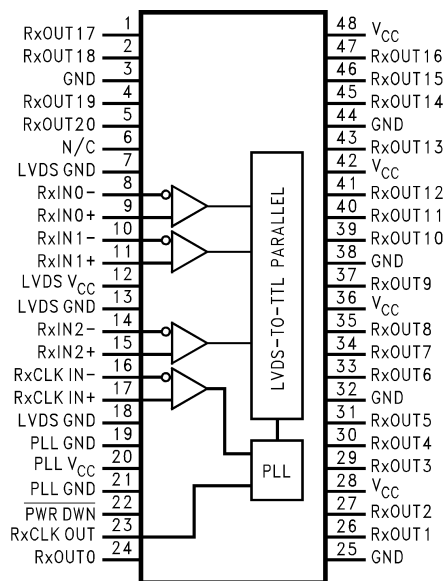 RxOUT17 1
RxOUT18 2
GND 3
RxOUT19 4
RxOUT20 5
N/C 6
LVDS GND 7
RxIN0- 8
RxIN0+ 9
RxIN1- 10
RxIN1+ 11
LVDS VCC 12
LVDS GND 13
RxIN2- 14
RxIN2+ 15
RxCLK IN- 16
RxCLK IN+ 17
LVDS GND 18
PLL GND 19
PLL VCC 20
PLL GND 21
PWR DWN 22
RxCLK OUT 23
RxOUT0 24
LVDS-TO-TTL PARALLEL
PLL
48 VCC
47 RxOUT16
46 RxOUT15
45 RxOUT14
44 GND
43 RxOUT13
42 VCC
41 RxOUT12
40 RxOUT11
39 RxOUT10
38 GND
37 RxOUT9
36 VCC
35 RxOUT8
34 RxOUT7
33 RxOUT6
32 GND
31 RxOUT5
30 RxOUT4
29 RxOUT3
28 VCC
27 RxOUT2
26 RxOUT1
25 GND